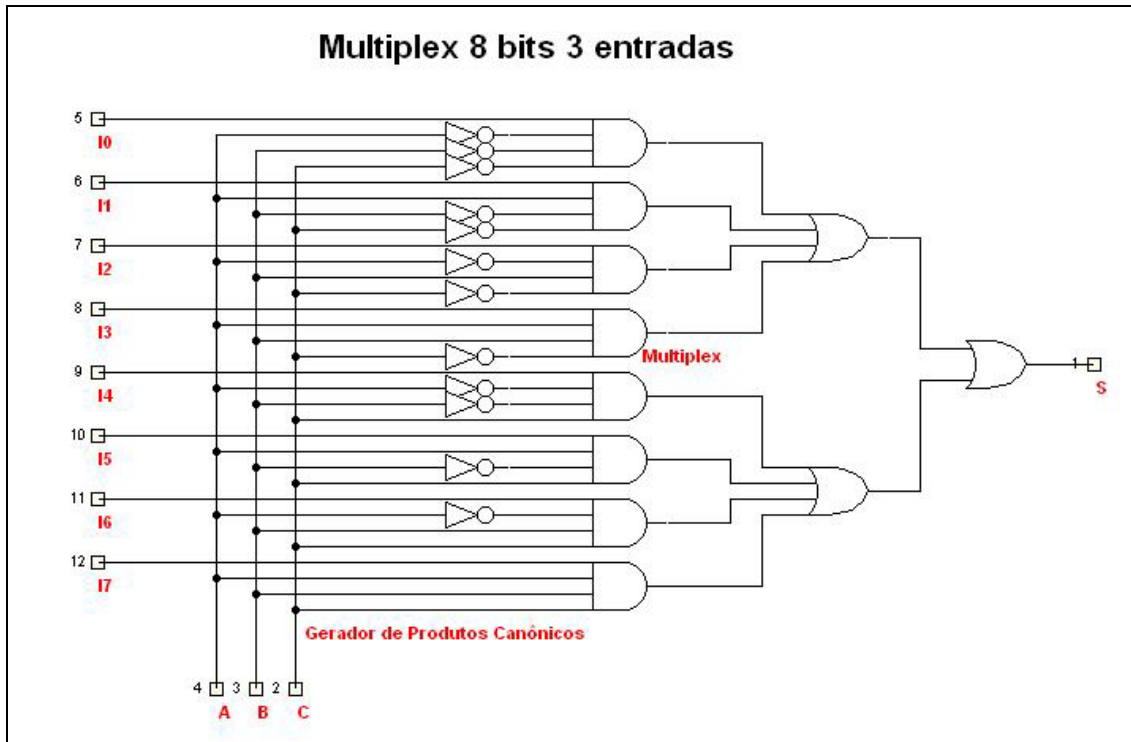 Multiplex 8 bits 3 entradas
5
I0
6
I1
7
I2
8
I3
Multiplex
9
I4
1
S
10
I5
11
I6
12
I7
Gerador de Produtos Canônicos
4 3 2
A B C